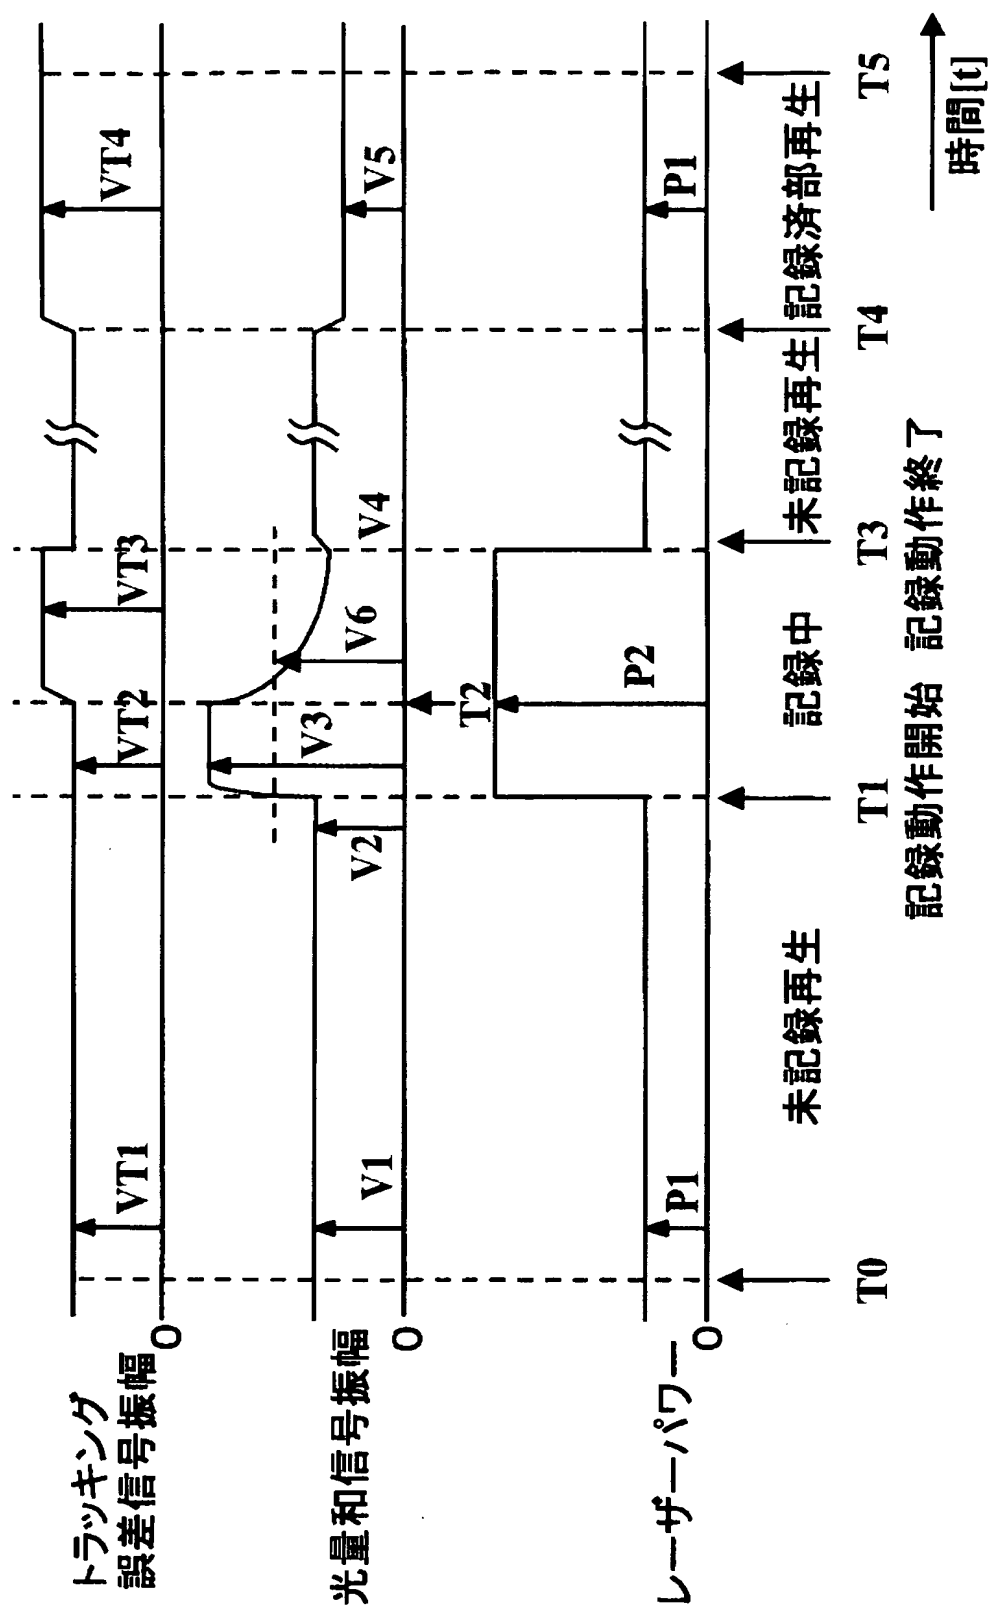 トラッキング
誤差信号振幅
0
VT1
VT2
VT3
VT4
光量和信号振幅
0
V1
V2
V3
V6
V4
V5
T2
レーザーパワー
0
P1
P2
P1
未記録再生
記録中
未記録再生
記録済部再生
T0
T1
T3
T4
T5
記録動作開始
記録動作終了
時間[t]